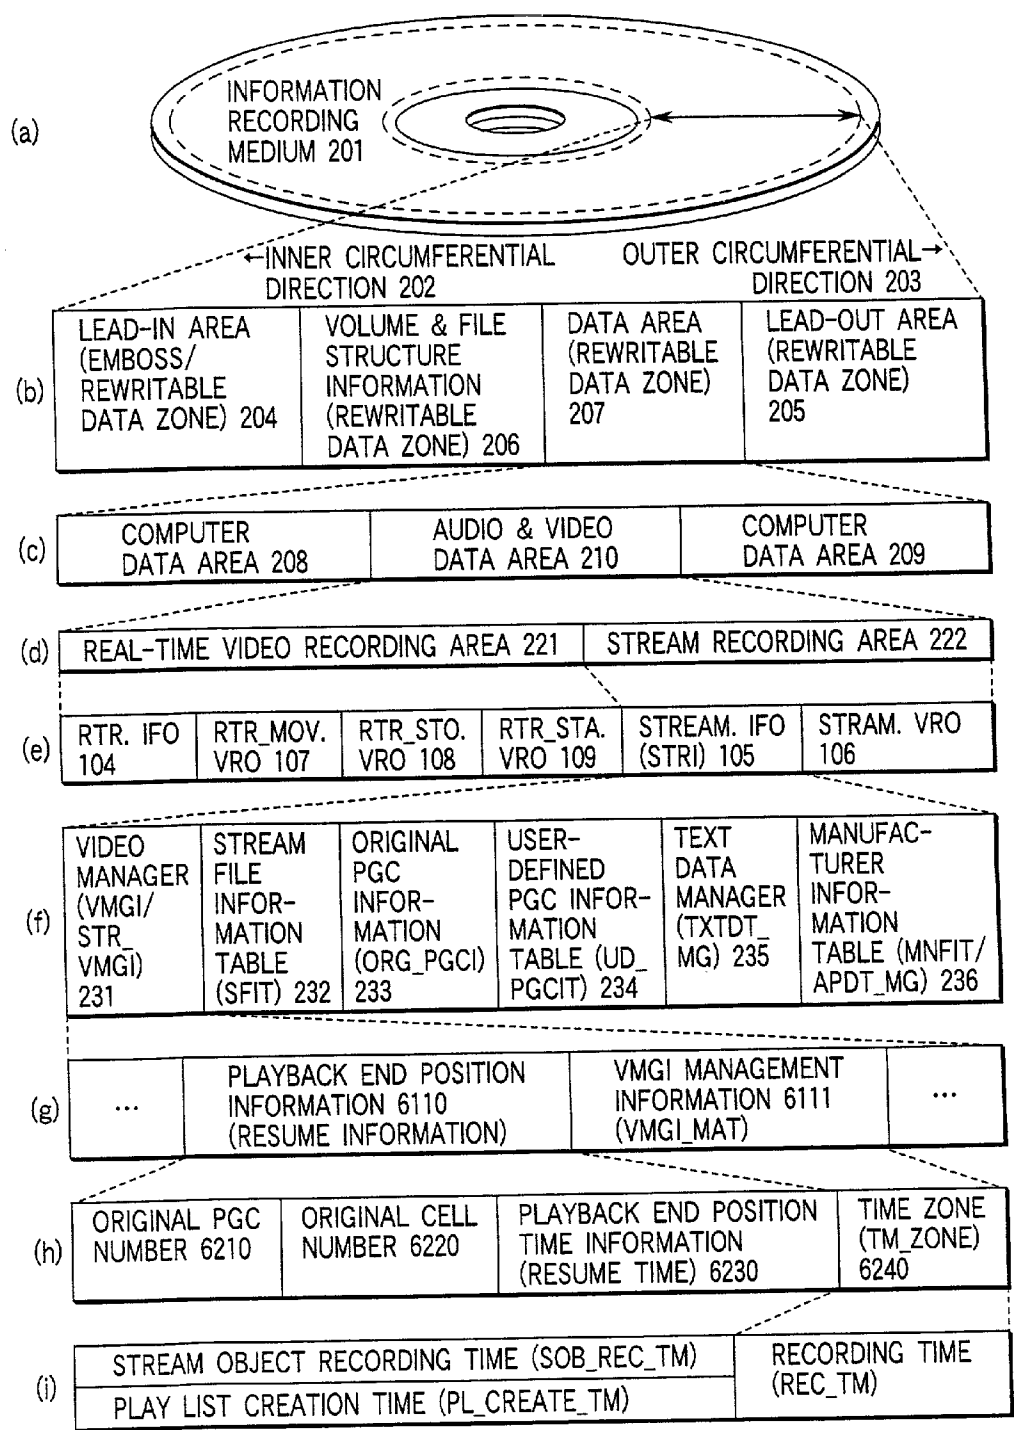 (a)
INFORMATION
RECORDING
MEDIUM 201
←INNER CIRCUMFERENTIAL
DIRECTION 202
OUTER CIRCUMFERENTIAL→
DIRECTION 203
(b)
LEAD-IN AREA
(EMBOSS/
REWRITABLE
DATA ZONE) 204
VOLUME & FILE
STRUCTURE
INFORMATION
(REWRITABLE
DATA ZONE) 206
DATA AREA
(REWRITABLE
DATA ZONE)
207
LEAD-OUT AREA
(REWRITABLE
DATA ZONE)
205
(c)
COMPUTER
DATA AREA 208
AUDIO & VIDEO
DATA AREA 210
COMPUTER
DATA AREA 209
(d)
REAL-TIME VIDEO RECORDING AREA 221
STREAM RECORDING AREA 222
(e)
RTR. IFO
104
RTR_MOV.
VRO 107
RTR_STO.
VRO 108
RTR_STA.
VRO 109
STREAM. IFO
(STRI) 105
STRAM. VRO
106
(f)
VIDEO
MANAGER
(VMGI/
STR_
VMGI)
231
STREAM
FILE
INFOR-
MATION
TABLE
(SFIT) 232
ORIGINAL
PGC
INFOR-
MATION
(ORG_PGCI)
233
USER-
DEFINED
PGC INFOR-
MATION
TABLE (UD_
PGCIT) 234
TEXT
DATA
MANAGER
(TXTDT_
MG) 235
MANUFAC-
TURER
INFOR-
MATION
TABLE (MNFIT/
APDT_MG) 236
(g)
...
PLAYBACK END POSITION
INFORMATION 6110
(RESUME INFORMATION)
VMGI MANAGEMENT
INFORMATION 6111
(VMGI_MAT)
...
(h)
ORIGINAL PGC
NUMBER 6210
ORIGINAL CELL
NUMBER 6220
PLAYBACK END POSITION
TIME INFORMATION
(RESUME TIME) 6230
TIME ZONE
(TM_ZONE)
6240
(i)
STREAM OBJECT RECORDING TIME (SOB_REC_TM)
PLAY LIST CREATION TIME (PL_CREATE_TM)
RECORDING TIME
(REC_TM)